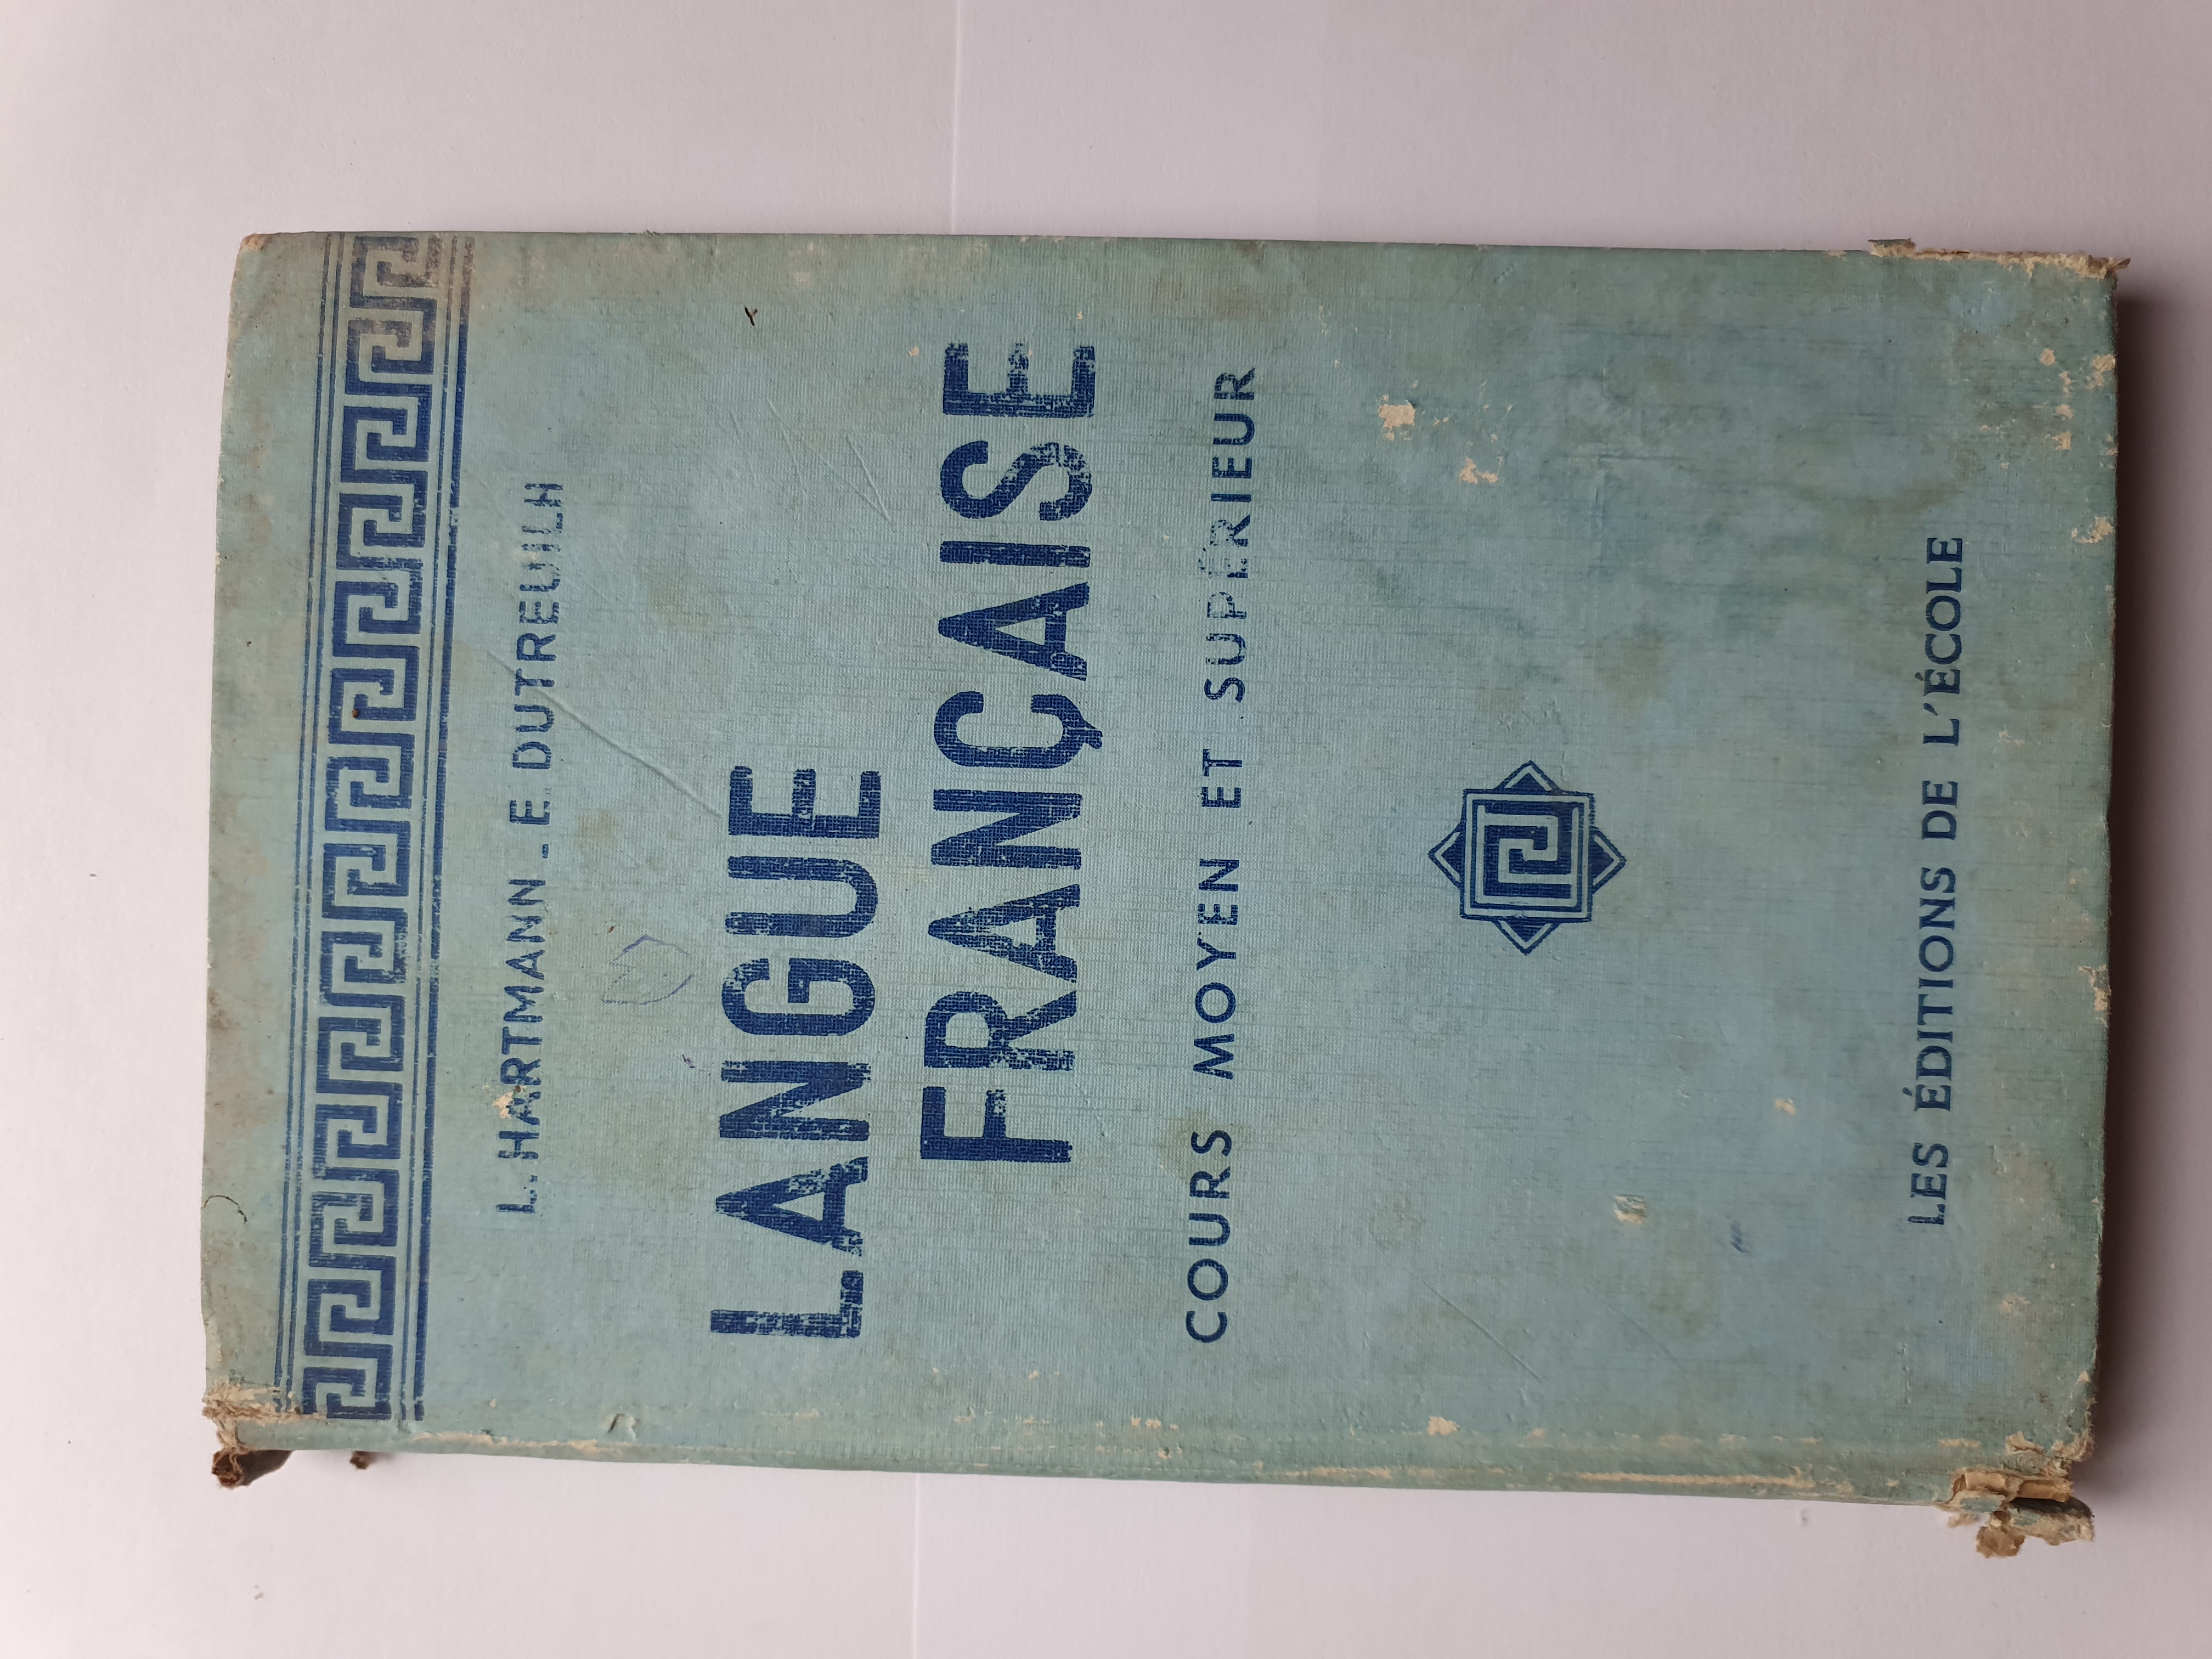 L. HARTMANN - E DUTREUILH
LANGUE
FRANÇAISE
COURS MOYEN ET SUPÉRIEUR
LES ÉDITIONS DE L'ÉCOLE